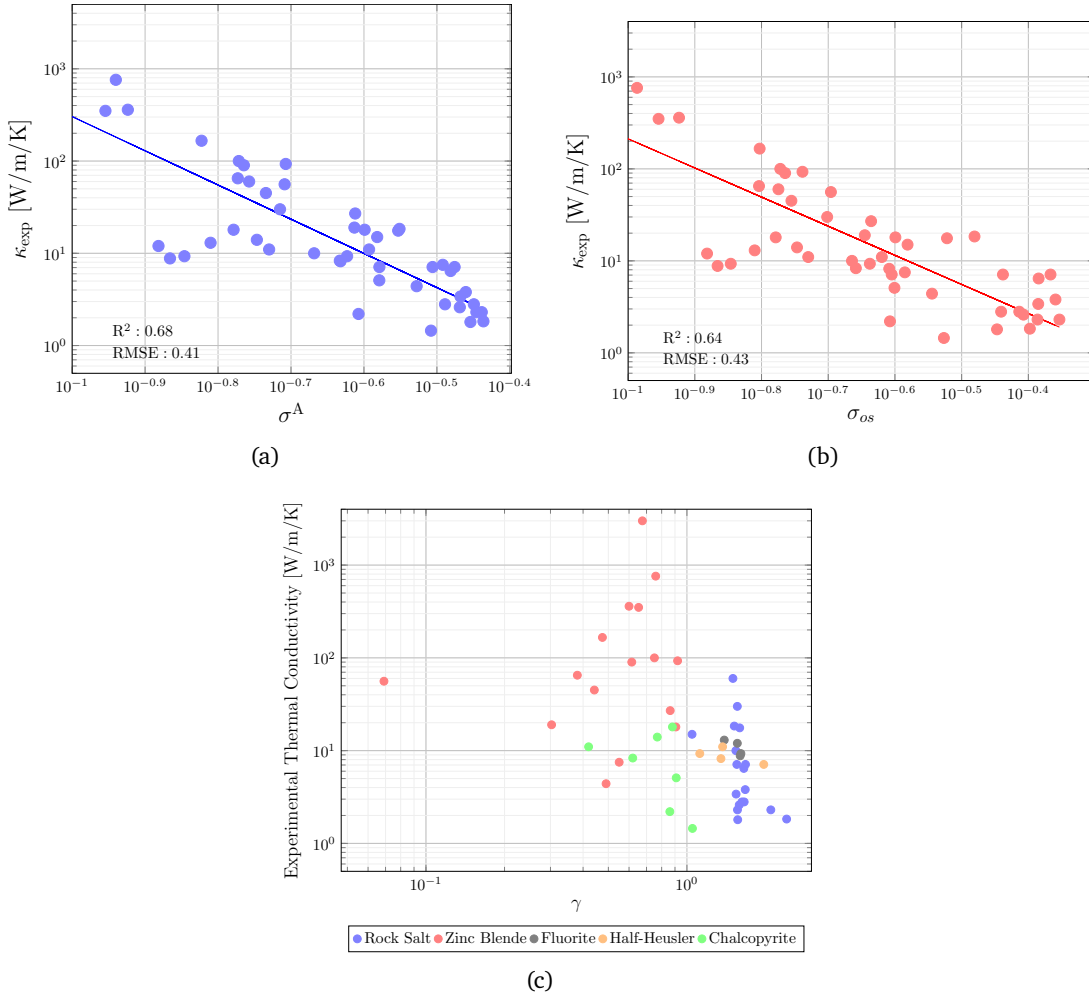 10³
10²
10¹
10⁰
κ_exp [W/m/K]
R² : 0.68
RMSE : 0.41
10⁻¹ 10⁻⁰·⁹ 10⁻⁰·⁸ 10⁻⁰·⁷ 10⁻⁰·⁶ 10⁻⁰·⁵ 10⁻⁰·⁴
σ^A
(a)
10³
10²
10¹
10⁰
κ_exp [W/m/K]
R² : 0.64
RMSE : 0.43
10⁻¹ 10⁻⁰·⁹ 10⁻⁰·⁸ 10⁻⁰·⁷ 10⁻⁰·⁶ 10⁻⁰·⁵ 10⁻⁰·⁴
σ_os
(b)
Experimental Thermal Conductivity [W/m/K]
10³
10²
10¹
10⁰
10⁻¹ 10⁰
γ
Rock Salt Zinc Blende Fluorite Half-Heusler Chalcopyrite
(c)